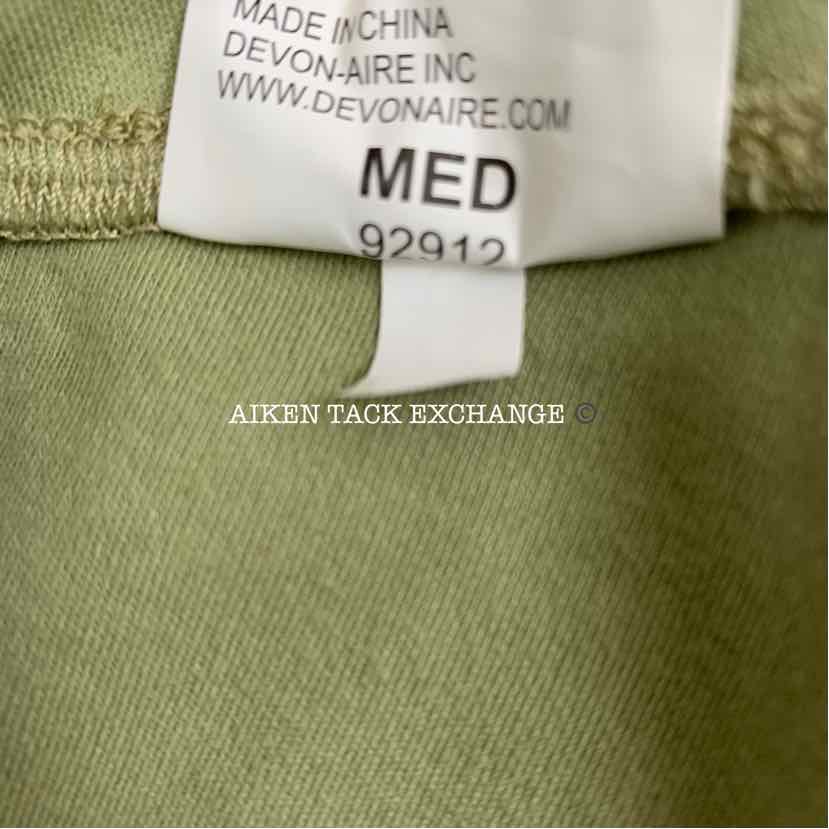 MADE IN CHINA
DEVON-AIRE INC
WWW.DEVONAIRE.COM
MED
92912
AIKEN TACK EXCHANGE ©